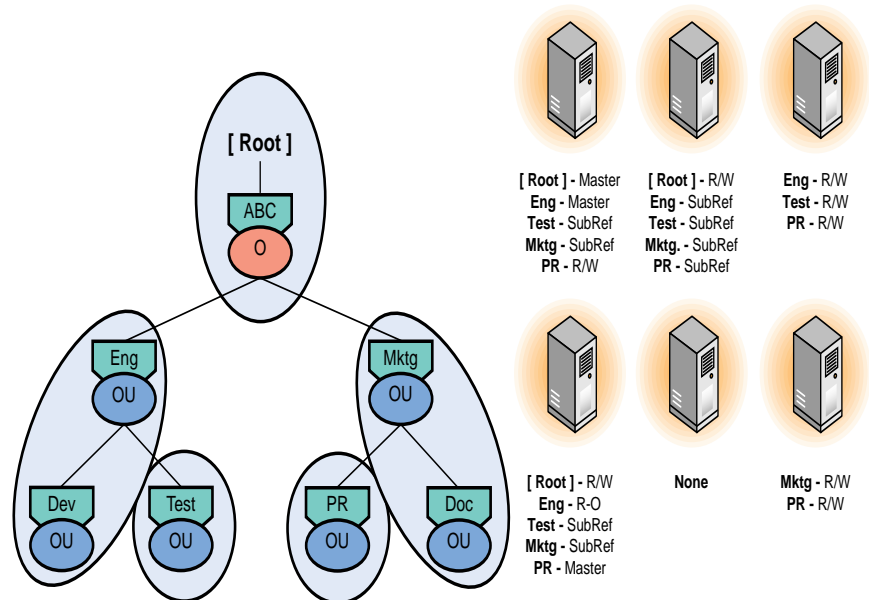 [ Root ]
ABC
O
Eng
OU
Mktg
OU
Dev
OU
Test
OU
PR
OU
Doc
OU
[ Root ] - Master
Eng - Master
Test - SubRef
Mktg - SubRef
PR - R/W
[ Root ] - R/W
Eng - SubRef
Test - SubRef
Mktg. - SubRef
PR - SubRef
Eng - R/W
Test - R/W
PR - R/W
[ Root ] - R/W
Eng - R-O
Test - SubRef
Mktg - SubRef
PR - Master
None
Mktg - R/W
PR - R/W